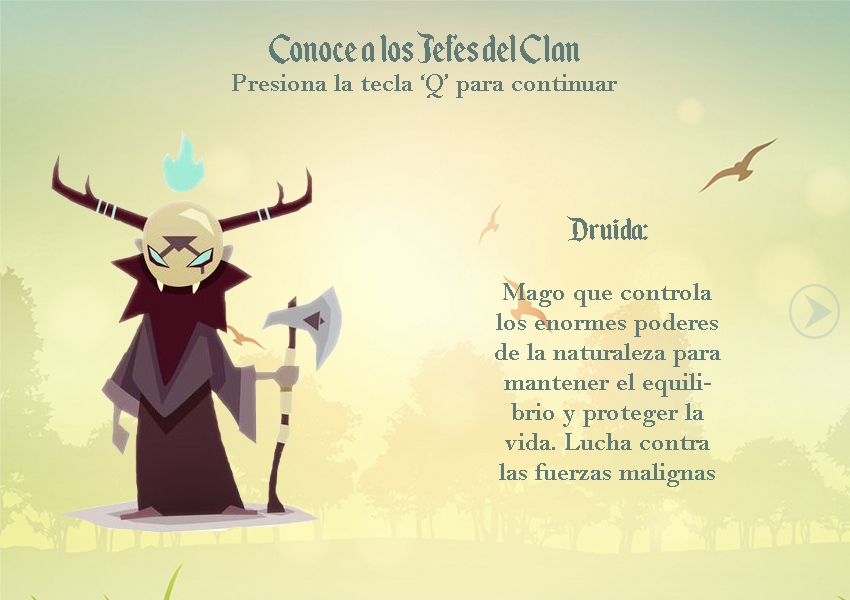 Conoce a los Jefes del Clan
Presiona la tecla ‘Q’ para continuar
Druida:
Mago que controla
los enormes poderes
de la naturaleza para
mantener el equili-
brio y proteger la
vida. Lucha contra
las fuerzas malignas